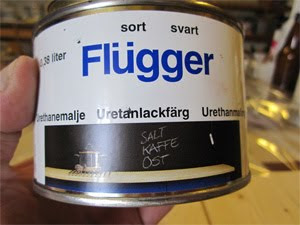 sort svart
0,38 liter
Flügger
Urethanemalje Uretanlackfärg Urethanmaling
SALT
KAFFE
OST